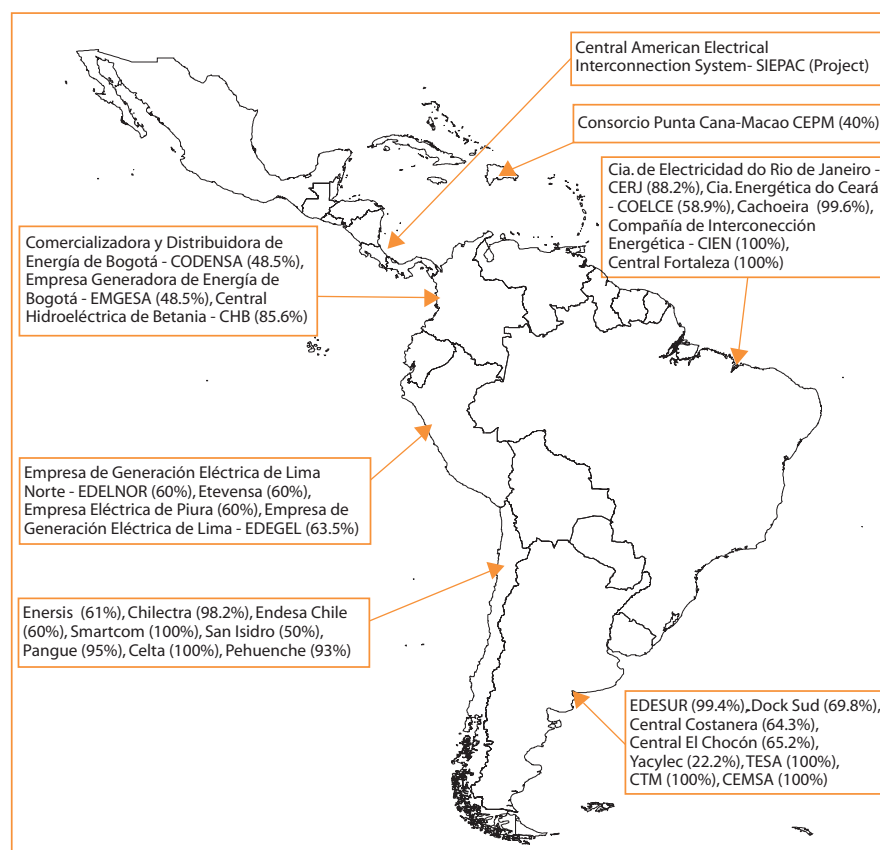 Central American Electrical
Interconnection System- SIEPAC (Project)
Consorcio Punta Cana-Macao CEPM (40%)
Cia. de Electricidad do Rio de Janeiro -
CERJ (88.2%), Cia. Energética do Ceará
- COELCE (58.9%), Cachoeira (99.6%)
Compañía de Interconección
Energética - CIEN (100%),
Central Fortaleza (100%)
Comercializadora y Distribuidora de
Energía de Bogotá - CODENSA (48.5%),
Empresa Generadora de Energía de
Bogotá - EMGESA (48.5%), Central
Hidroeléctrica de Betania - CHB (85.6%)
Empresa de Generación Eléctrica de Lima
Norte - EDELNOR (60%), Etevensa (60%),
Empresa Eléctrica de Piura (60%), Empresa de
Generación Eléctrica de Lima - EDEGEL (63.5%)
Enersis (61%), Chilectra (98.2%), Endesa Chile
(60%), Smartcom (100%), San Isidro (50%),
Pangue (95%), Celta (100%), Pehuenche (93%)
EDESUR (99.4%), Dock Sud (69.8%),
Central Costanera (64.3%),
Central El Chocón (65.2%),
Yacylec (22.2%), TESA (100%),
CTM (100%), CEMSA (100%)